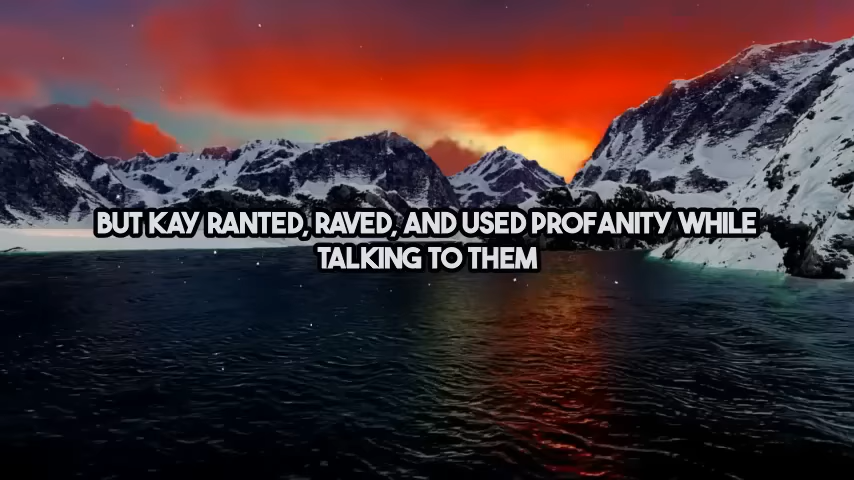 BUT KAY RANTED, RAVED, AND USED PROFANITY WHILE
TALKING TO THEM